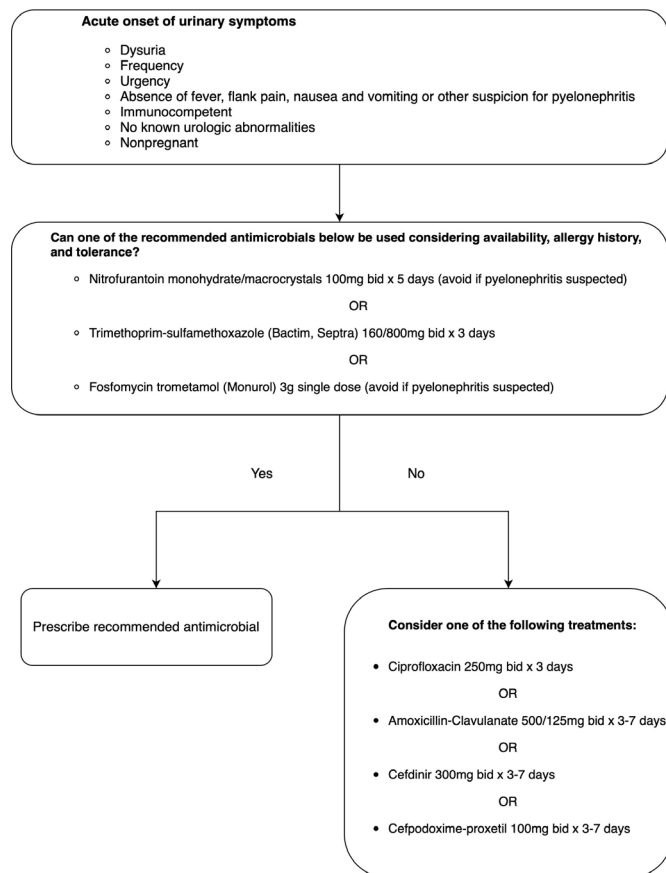 Acute onset of urinary symptoms
Dysuria
Frequency
Urgency
Absence of fever, flank pain, nausea and vomiting or other suspicion for pyelonephritis
Immunocompetent
No known urologic abnormalities
Nonpregnant
Can one of the recommended antimicrobials below be used considering availability, allergy history,
and tolerance?
Nitrofurantoin monohydrate/macrocrystals 100mg bid x 5 days (avoid if pyelonephritis suspected)
OR
Trimethoprim-sulfamethoxazole (Bactim, Septra) 160/800mg bid x 3 days
OR
Fosfomycin trometamol (Monurol) 3g single dose (avoid if pyelonephritis suspected)
Yes
No
Prescribe recommended antimicrobial
Consider one of the following treatments:
Ciprofloxacin 250mg bid x 3 days
OR
Amoxicillin-Clavulanate 500/125mg bid x 3-7 days
OR
Cefdinir 300mg bid x 3-7 days
OR
Cefpodoxime-proxetil 100mg bid x 3-7 days